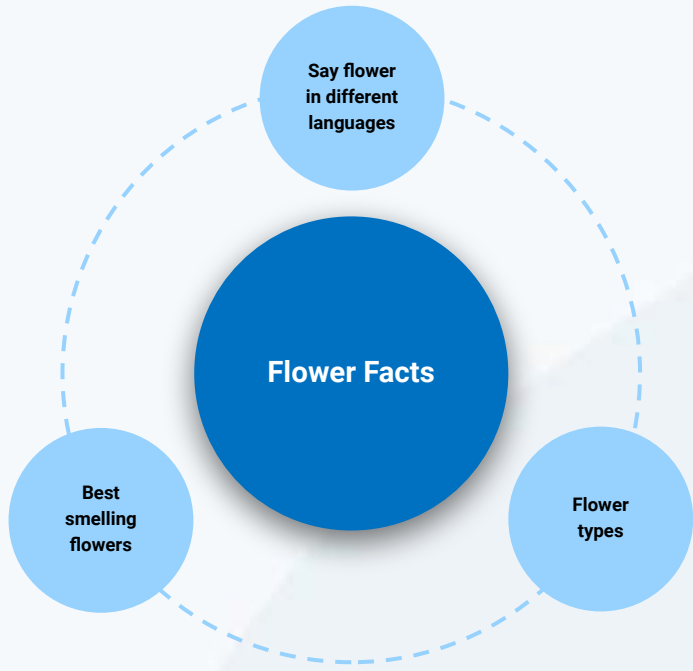 Say flower
in different
languages
Flower Facts
Best
smelling
flowers
Flower
types